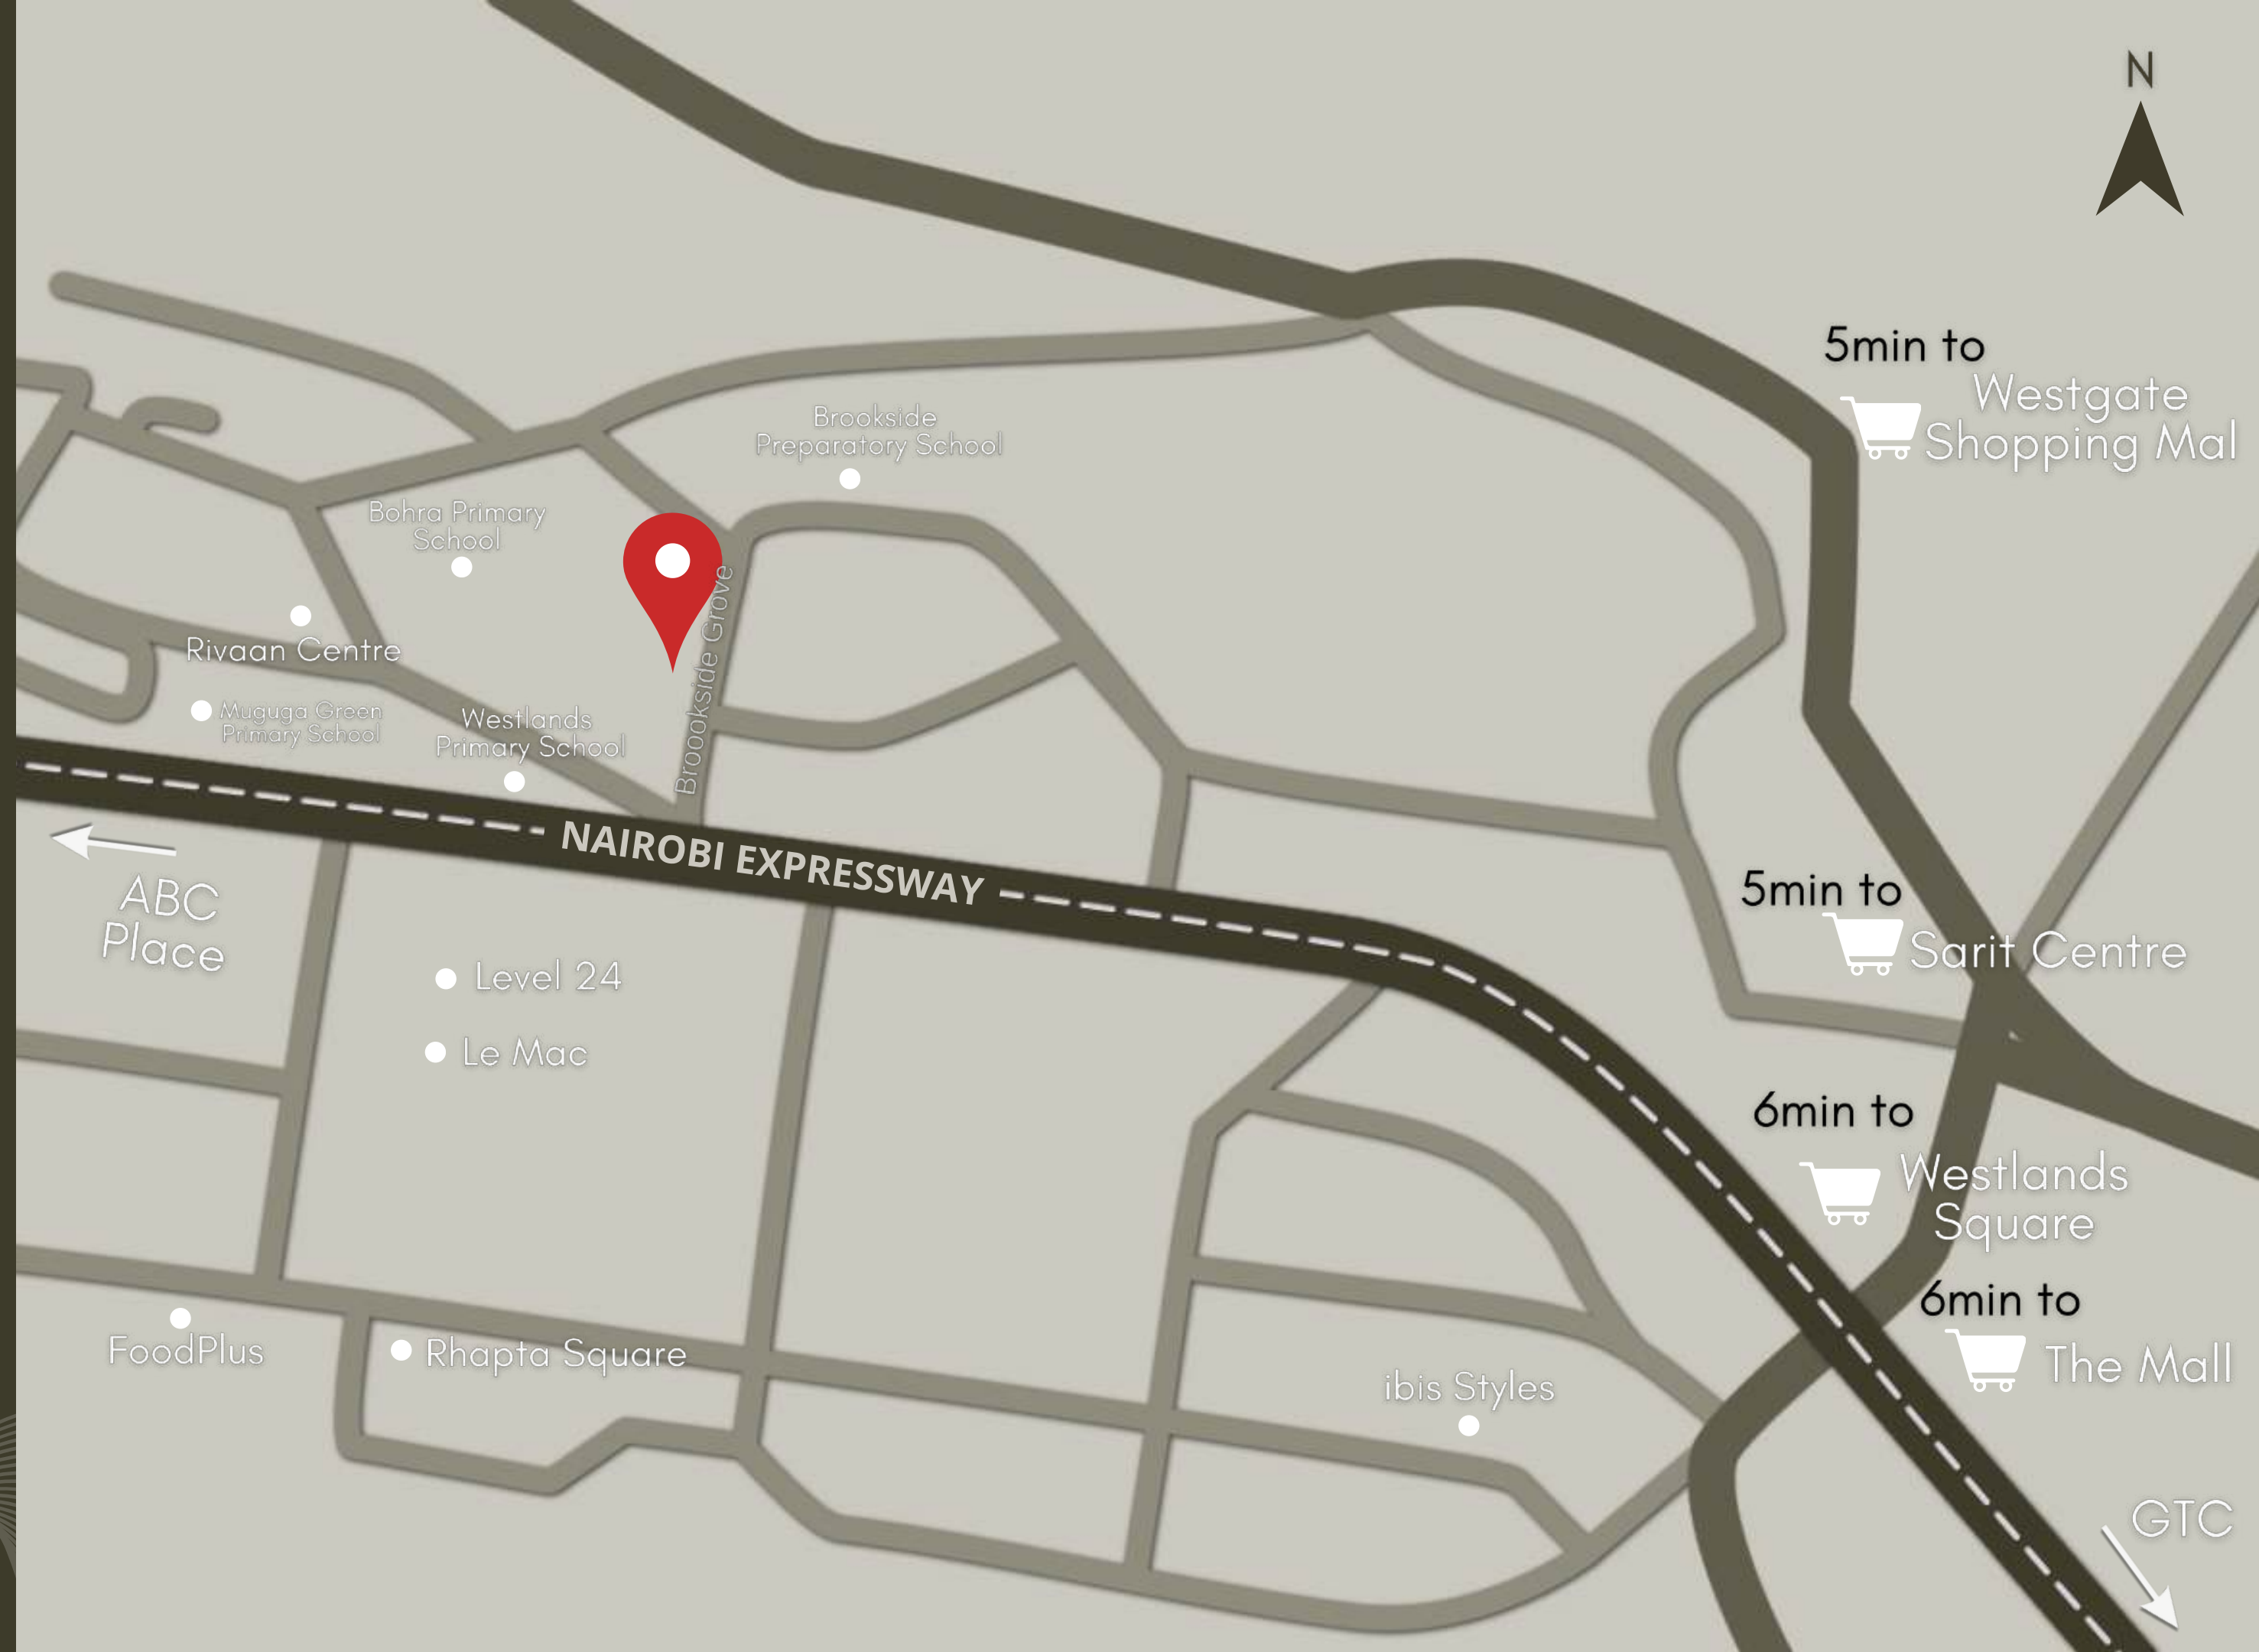 N
5min to
Westgate
Shopping Mal
Brookside
Preparatory School
Bohra Primary
School
Broookside Grove
Rivaan Centre
Muguga Green
Primary School
Westlands
Primary School
NAIROBI EXPRESSWAY
ABC
Place
5min to
Sarit Centre
Level 24
Le Mac
6min to
Westlands
Square
6min to
The Mall
FoodPlus
Rhapta Square
ibis Styles
GTC